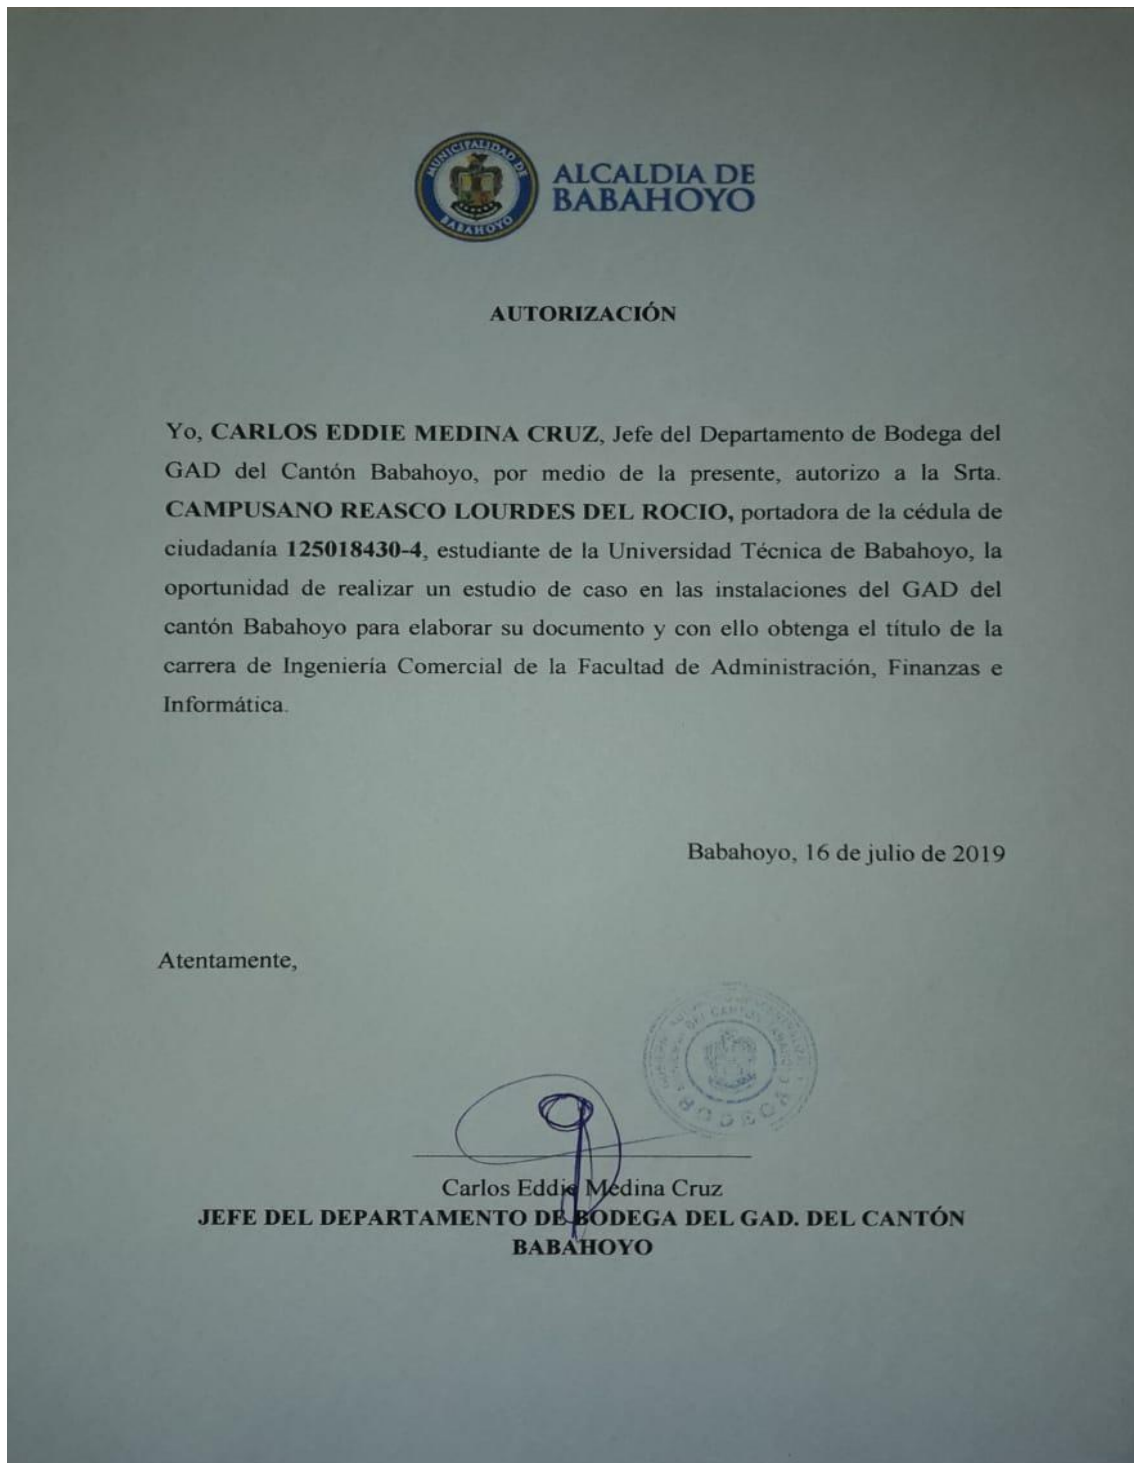 MUNICIPALIDAD DE
BABAHOYO
ALCALDIA DE
BABAHOYO
AUTORIZACIÓN
Yo, CARLOS EDDIE MEDINA CRUZ, Jefe del Departamento de Bodega del
GAD del Cantón Babahoyo, por medio de la presente, autorizo a la Srta.
CAMPUSANO REASCO LOURDES DEL ROCIO, portadora de la cédula de
ciudadanía 125018430-4, estudiante de la Universidad Técnica de Babahoyo, la
oportunidad de realizar un estudio de caso en las instalaciones del GAD del
cantón Babahoyo para elaborar su documento y con ello obtenga el título de la
carrera de Ingeniería Comercial de la Facultad de Administración, Finanzas e
Informática.
Babahoyo, 16 de julio de 2019
Atentamente,
DEL CANTON
Carlos Eddie Medina Cruz
JEFE DEL DEPARTAMENTO DE BODEGA DEL GAD. DEL CANTÓN
BABAHOYO